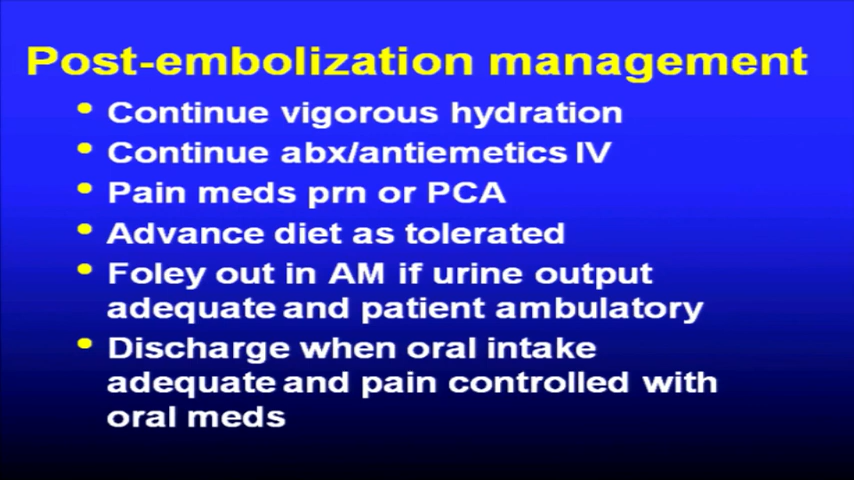 Post-embolization management
• Continue vigorous hydration
• Continue abx/antiemetics IV
• Pain meds prn or PCA
• Advance diet as tolerated
• Foley out in AM if urine output
adequate and patient ambulatory
• Discharge when oral intake
adequate and pain controlled with
oral meds